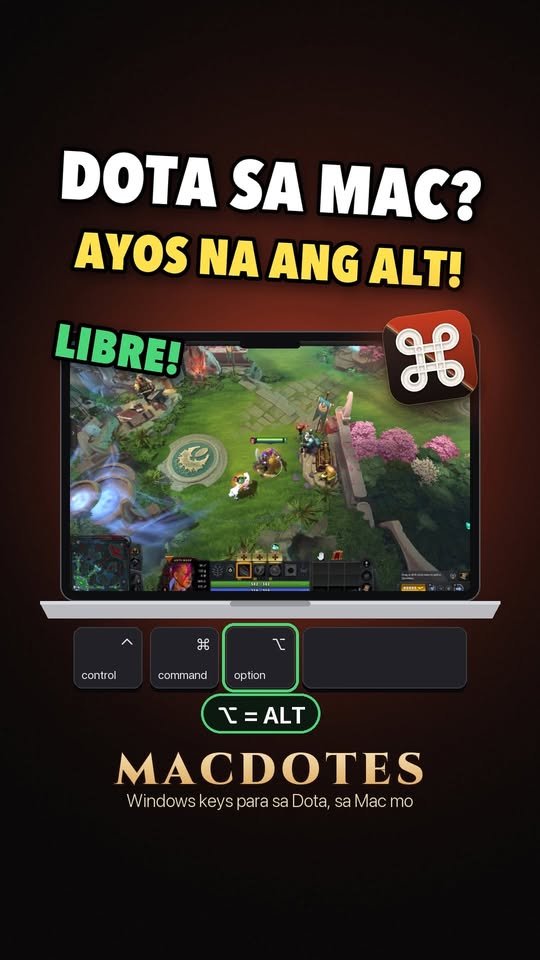 DOTA SA MAC?
AYOS NA ANG ALT!
LIBRE!
⌘
^
⌘
⌥
control
command
option
⌥ = ALT
MACDOTES
Windows keys para sa Dota, sa Mac mo